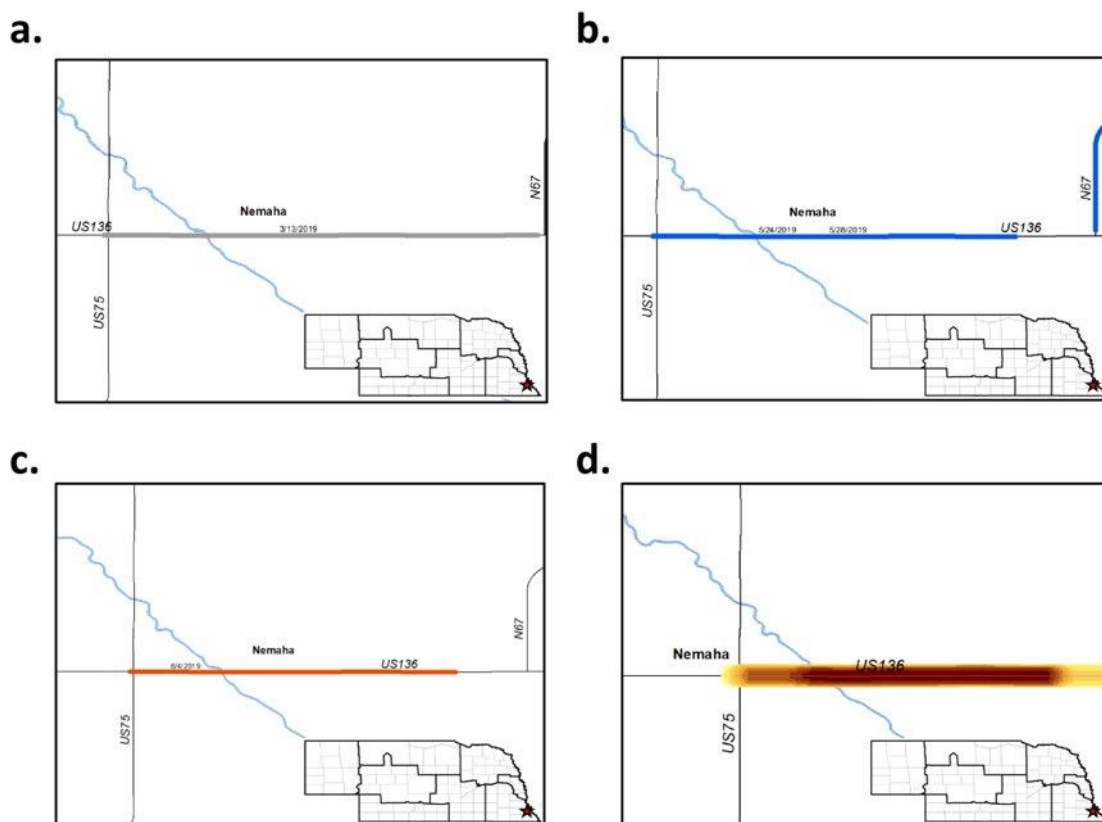 a.
Nemaha
US136
3/13/2019
N67
US75
b.
Nemaha
5/24/2019
5/28/2019
US136
N67
US75
c.
Nemaha
6/4/2019
US136
N67
US75
d.
Nemaha
US136
US75